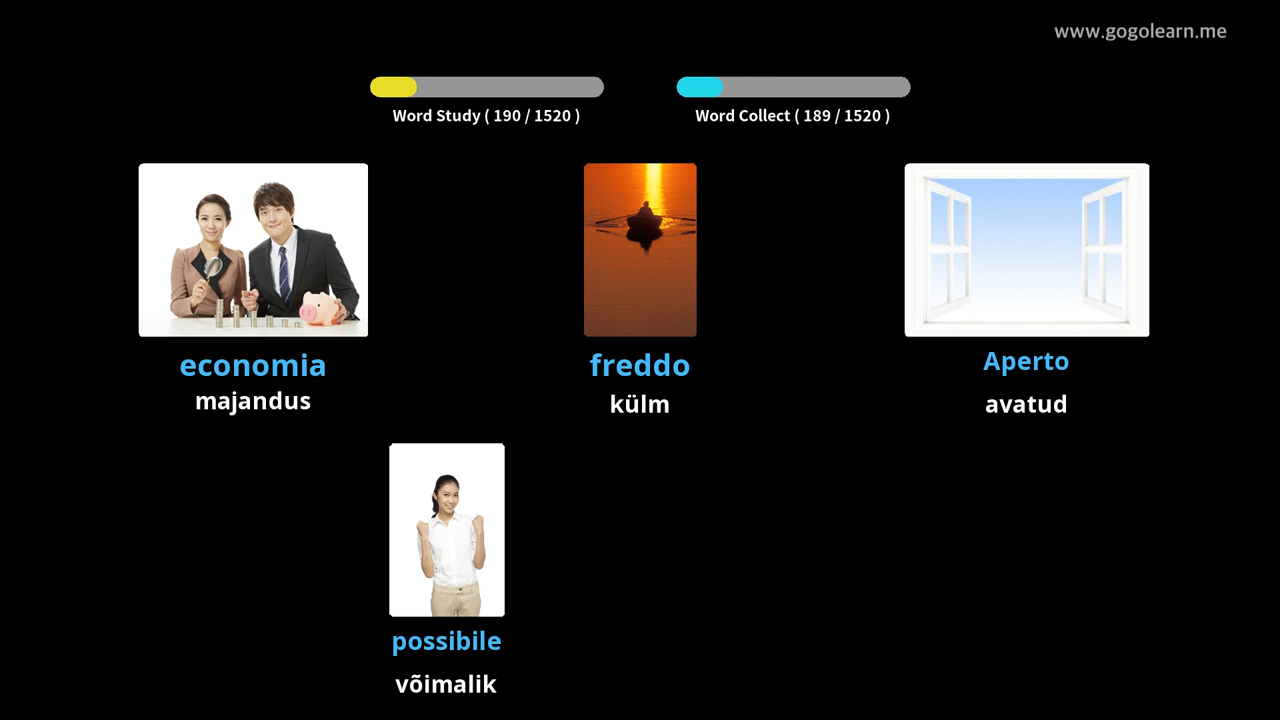 www.gogolearn.me
Word Study ( 190 / 1520 )
Word Collect ( 189 / 1520 )
economia
majandus
freddo
külm
Aperto
avatud
possibile
võimalik